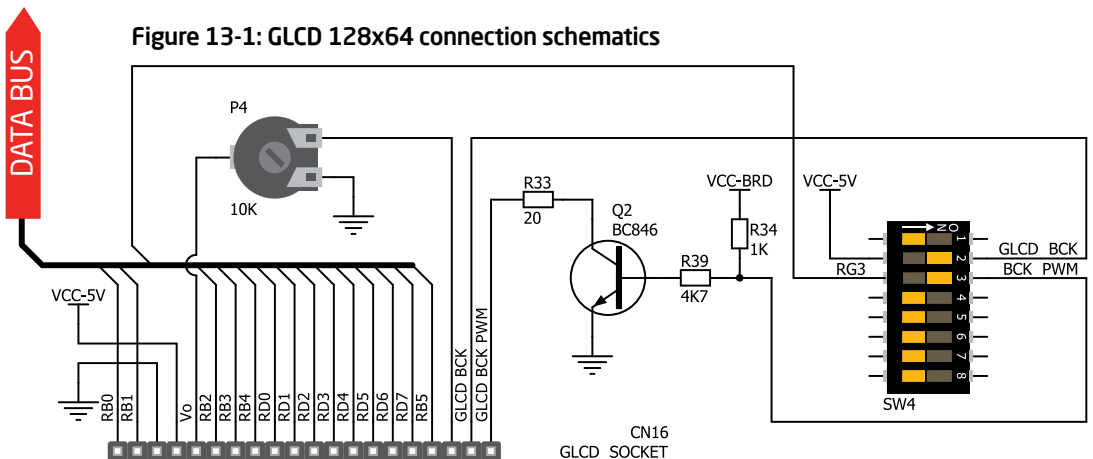 Figure 13-1: GLCD 128x64 connection schematics
DATA BUS
P4
10K
R33
20
Q2
BC846
VCC-BRD
R34
1K
R39
4K7
VCC-5V
RG3
ON
1
2
3
4
5
6
7
8
GLCD BCK
BCK PWM
SW4
VCC-5V
RB0
RB1
Vo
RB2
RB3
RB4
RD0
RD1
RD2
RD3
RD4
RD5
RD6
RD7
RB5
GLCD BCK
GLCD BCK PWM
CN16
GLCD SOCKET